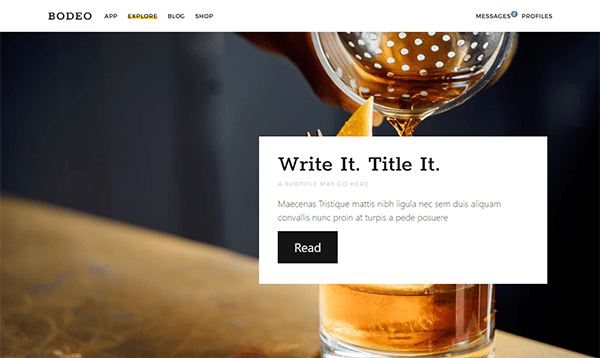 BODEO APP EXPLORE BLOG SHOP MESSAGES 0 PROFILES
Write It. Title It.
A SUBTITLE MAY GO HERE
Maecenas Tristique mattis nibh ligula nec sem duis aliquam
convallis nunc proin at turpis a pede posuere
Read